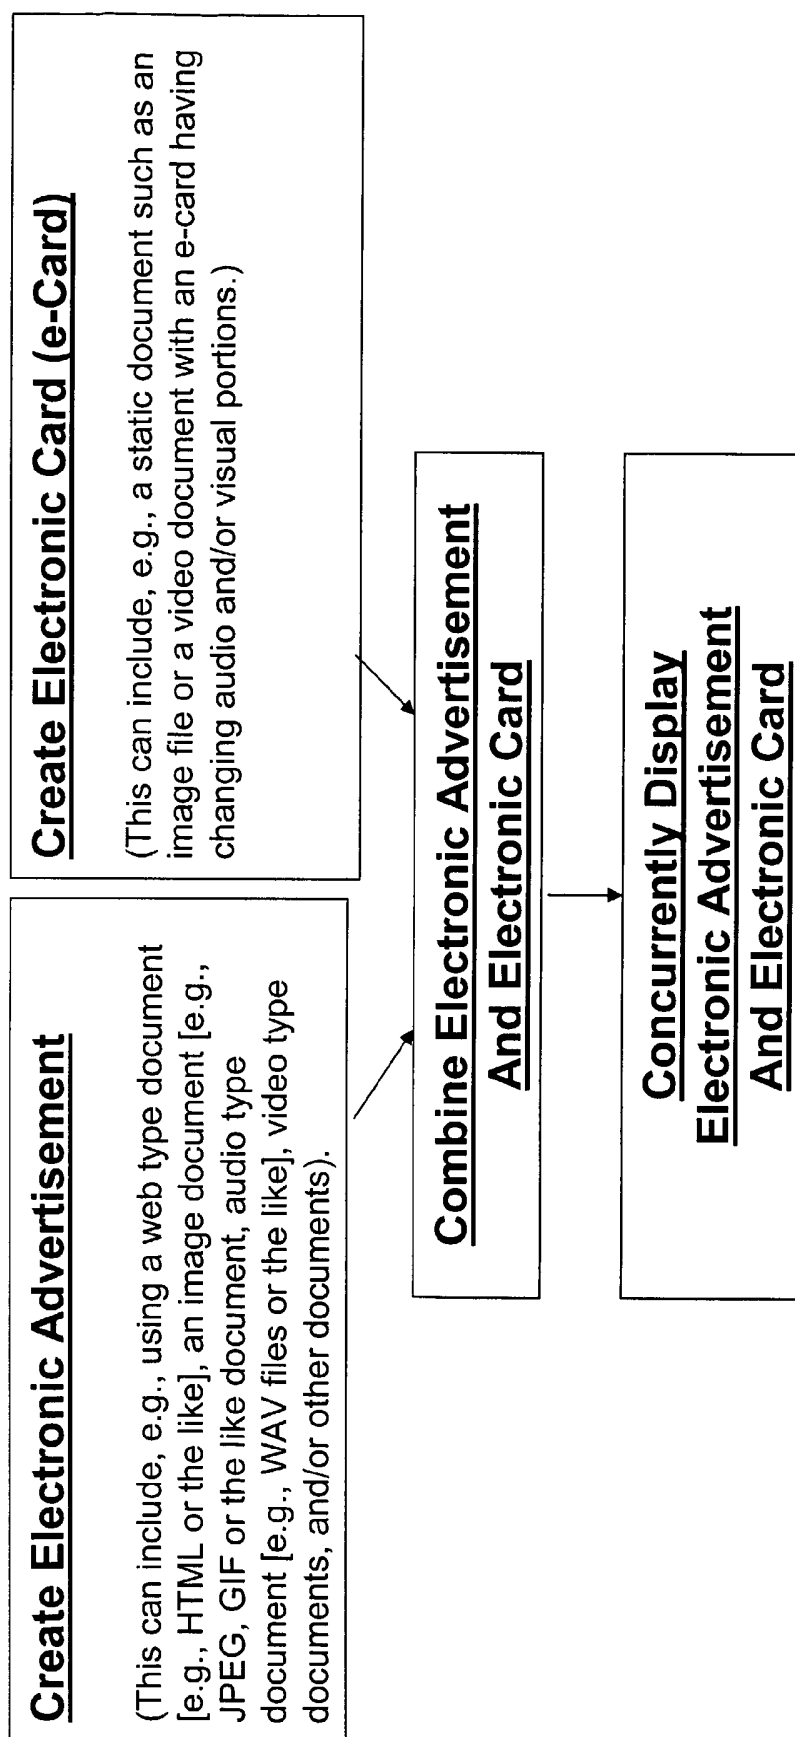 Create Electronic Advertisement
(This can include, e.g., using a web type document
[e.g., HTML or the like], an image document [e.g.,
JPEG, GIF or the like document, audio type
document [e.g., WAV files or the like], video type
documents, and/or other documents).
Create Electronic Card (e-Card)
(This can include, e.g., a static document such as an
image file or a video document with an e-card having
changing audio and/or visual portions.)
Combine Electronic Advertisement
And Electronic Card
Concurrently Display
Electronic Advertisement
And Electronic Card